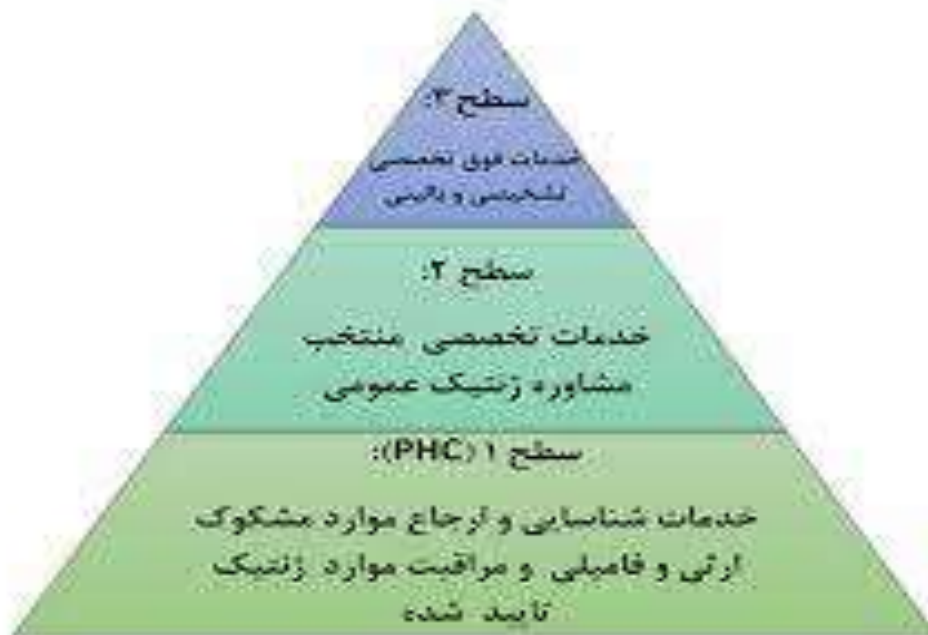 سطح ۳:
خدمات فوق تخصصی
تشخیصی و بالینی
سطح ۲:
خدمات تخصصی منتخب
مشاوره ژنتیک عمومی
سطح ۱ (PHC):
خدمات شناسایی و ارجاع موارد مشکوک
ارثی و فامیلی و مراقبت موارد ژنتیک
تایید شده